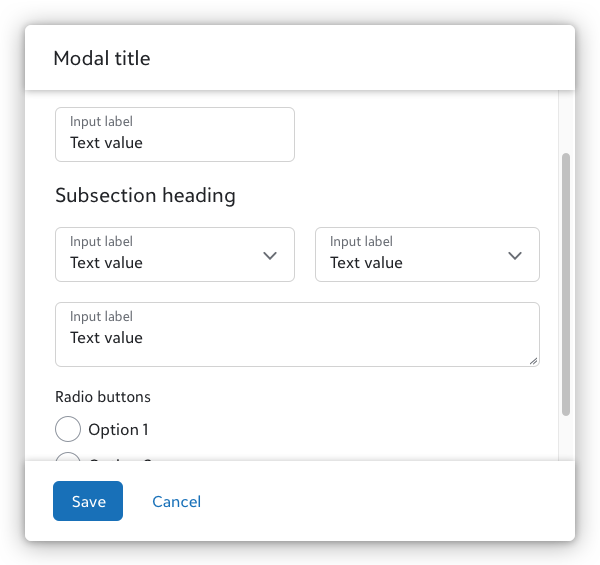 Modal title
Input label
Text value
Subsection heading
Input label
Text value
Input label
Text value
Input label
Text value
Radio buttons
Option 1
Save
Cancel